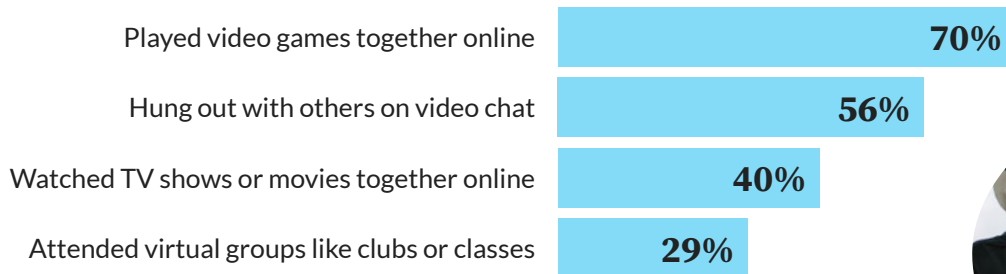 Played video games together online 70%
Hung out with others on video chat 56%
Watched TV shows or movies together online 40%
Attended virtual groups like clubs or classes 29%